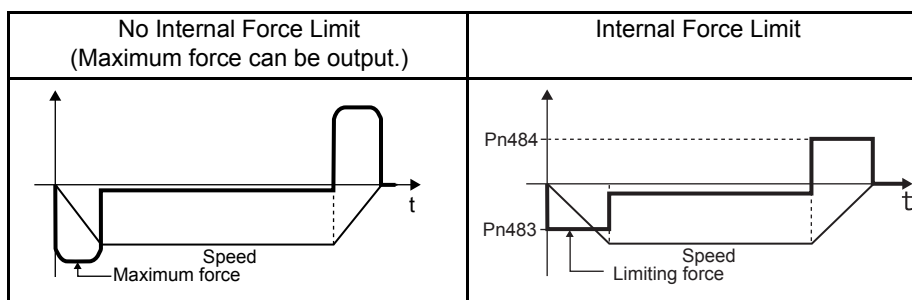 No Internal Force Limit
(Maximum force can be output.)
Internal Force Limit
t
Speed
Maximum force
Pn484
Pn483
t
Speed
Limiting force